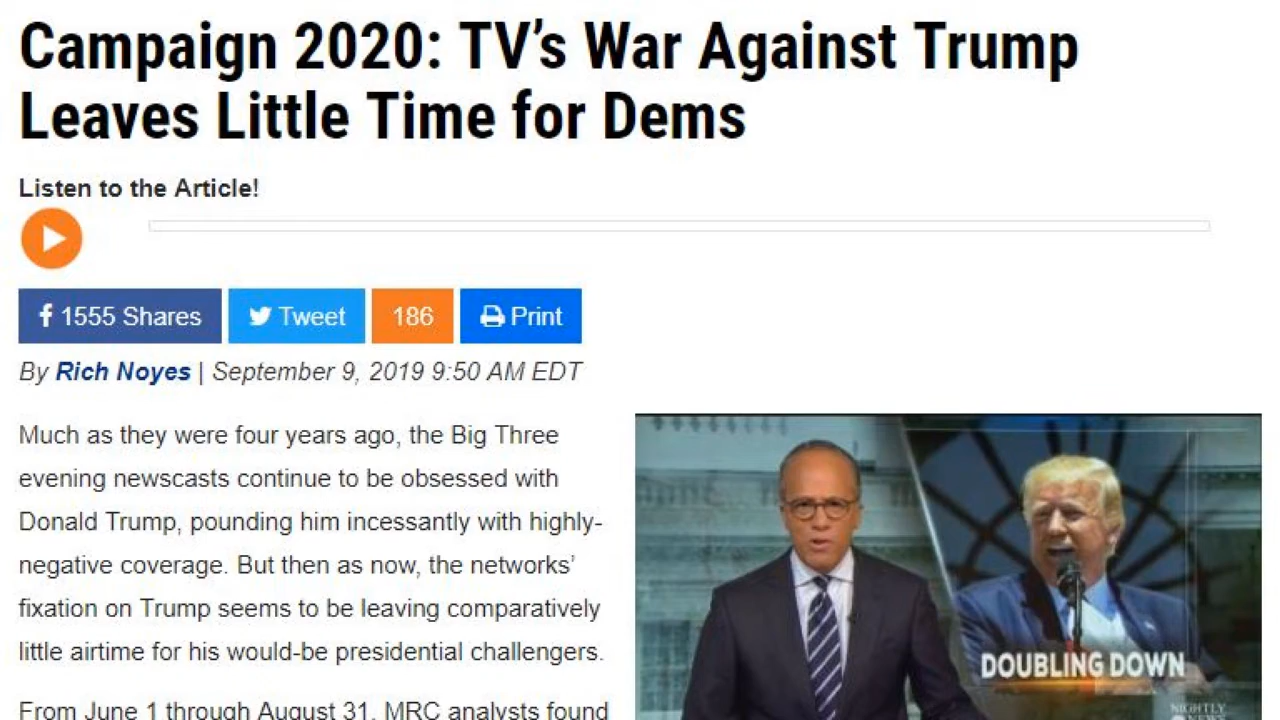 Campaign 2020: TV’s War Against Trump
Leaves Little Time for Dems
Listen to the Article!
f 1555 Shares
Tweet
186
Print
By Rich Noyes | September 9, 2019 9:50 AM EDT
Much as they were four years ago, the Big Three
evening newscasts continue to be obsessed with
Donald Trump, pounding him incessantly with highly-
negative coverage. But then as now, the networks’
fixation on Trump seems to be leaving comparatively
little airtime for his would-be presidential challengers.
From June 1 through August 31, MRC analysts found
DOUBLING DOWN
NIGHTLY
NEWS